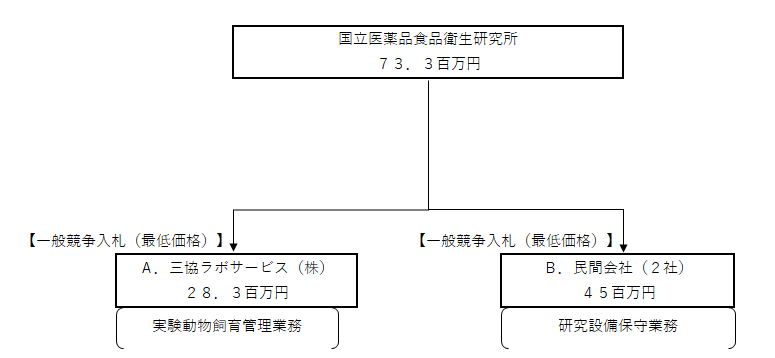 国立医薬品食品衛生研究所
７３．３百万円
【一般競争入札（最低価格）】
【一般競争入札（最低価格）】
Ａ．三協ラボサービス（株）
２８．３百万円
Ｂ．民間会社（２社）
４５百万円
実験動物飼育管理業務
研究設備保守業務